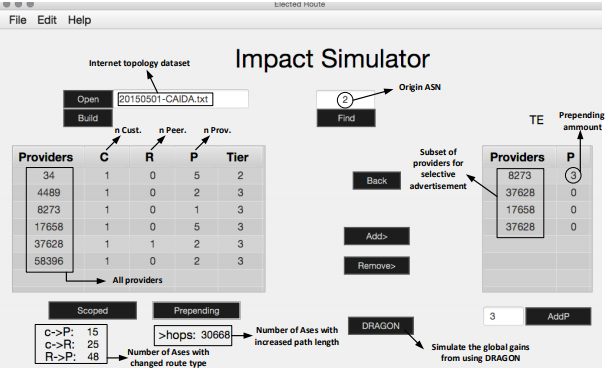 Elected Route
File Edit Help
Impact Simulator
Internet topology dataset
Open 20150501-CAIDA.txt
Build
n Cust. n Peer. n Prov.
2 Origin ASN
Find
TE
Prepending
ammount
Providers C R P Tier
34 1 0 5 2
4489 1 0 2 3
8273 1 0 1 3
17658 1 0 5 3
37628 1 1 2 3
58396 1 0 2 3
All providers
Back
Add>
Remove>
Subset of
providers for
selective
advertisement
Providers P
8273 3
37628 0
17658 0
37628 0
Scoped Prepending
c->P: 15
c->R: 25
R->P: 48
>hops: 30668
Number of Ases with
increased path length
Number of Ases with
changed route type
DRAGON
3 AddP
Simulate the global gains
from using DRAGON